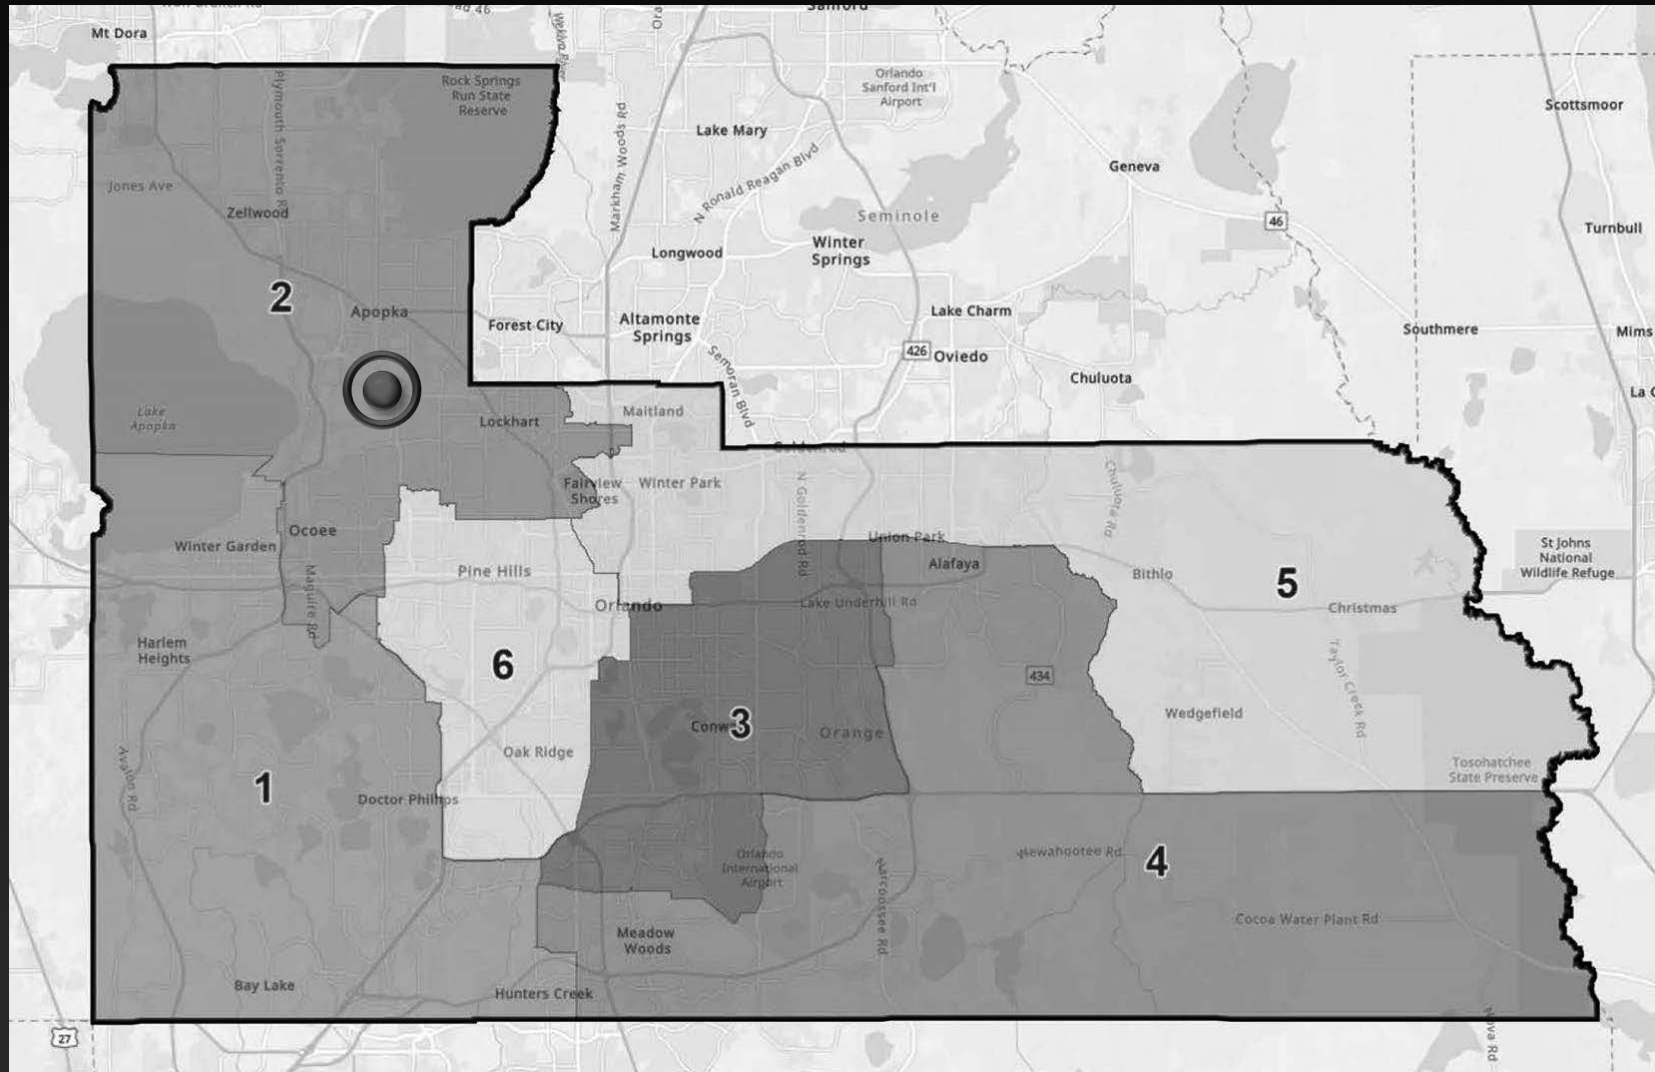 Sanford
Mt Dora
Rock Springs
Run State
Reserve
Orlando
Sanford Int'l
Airport
Scottsmoor
Plymouth Sorrento Rd
Markham Woods Rd
Lake Mary
N Ronald Reagan Blvd
Geneva
Jones Ave
Zellwood
Seminole
46
Turnbull
Longwood
Winter
Springs
2
Apopka
Forest City
Altamonte
Springs
Lake Charm
Southmere
Mims
Semoran Blvd
426
Oviedo
Chuluota
Lake
Apopka
Lockhart
Maitland
Goldenrod
Fairview
Shores
Winter Park
N Goldenrod Rd
Chuluota Rd
Ocoee
Winter Garden
Union Park
Alafaya
St Johns
National
Wildlife Refuge
Pine Hills
Maguire Rd
Bithlo
5
Orlando
Lake Underhill Rd
Christmas
Harlem
Heights
6
434
Taylor Creek Rd
Wedgefield
3
Orange
Oak Ridge
Avalon Rd
1
Doctor Phillips
Tosohatchee
State Preserve
Orlando
International
Airport
Narcoossee Rd
4
Cocoa Water Plant Rd
Meadow
Woods
Bay Lake
Hunters Creek
27
Nova Rd